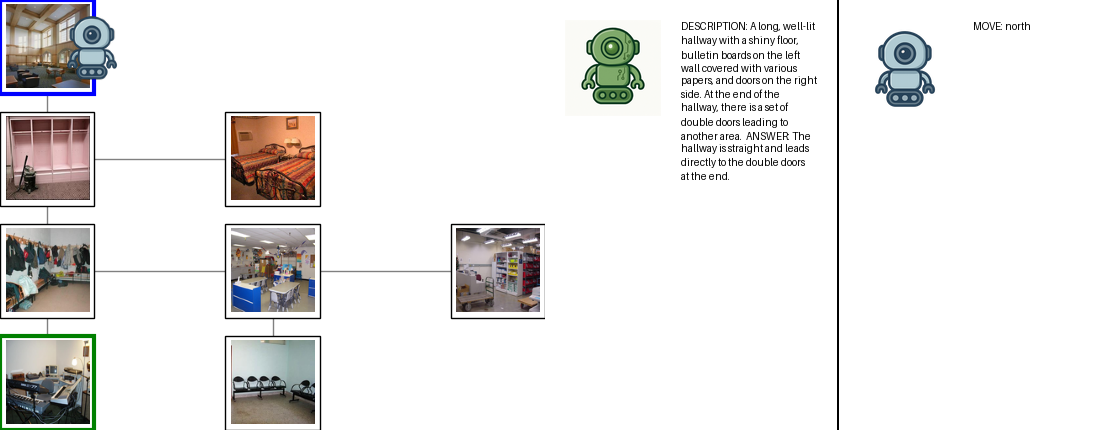 DESCRIPTION: A long, well-lit
hallway with a shiny floor,
bulletin boards on the left
wall covered with various
papers, and doors on the right
side. At the end of the
hallway, there is a set of
double doors leading to
another area. ANSWER: The
hallway is straight and leads
directly to the double doors
at the end.
MOVE: north